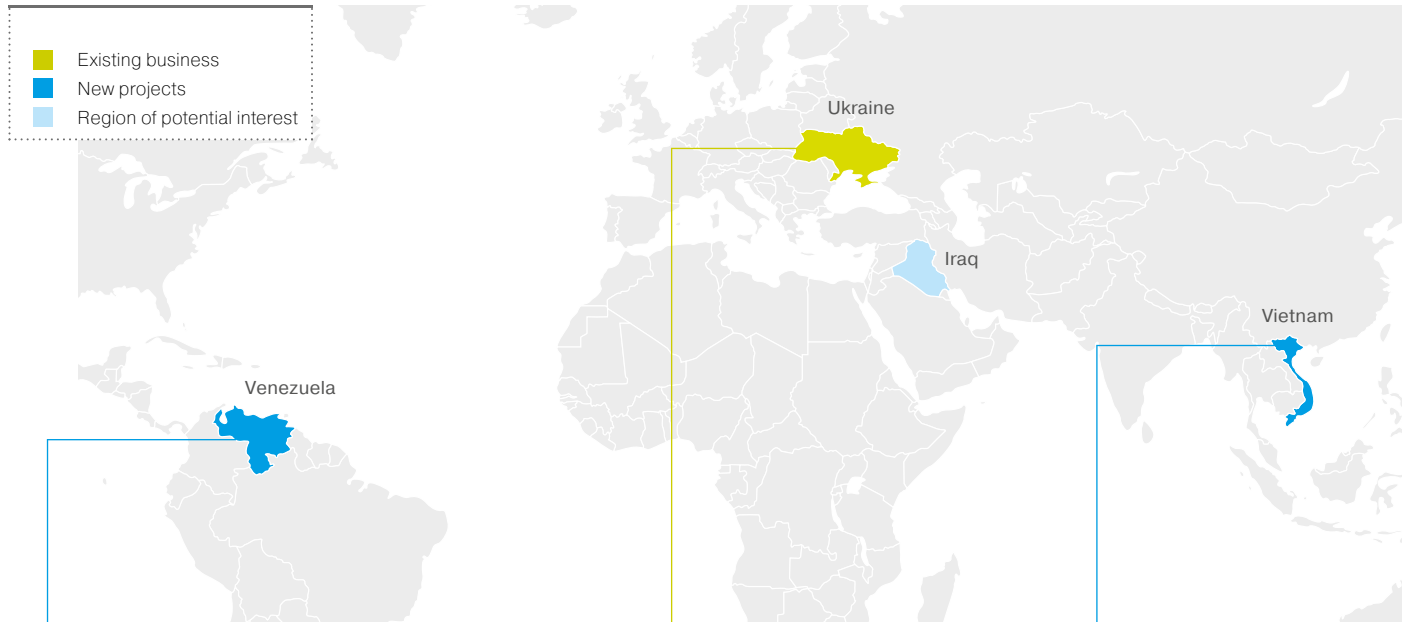 Existing business
New projects
Region of potential interest
Ukraine
Iraq
Vietnam
Venezuela